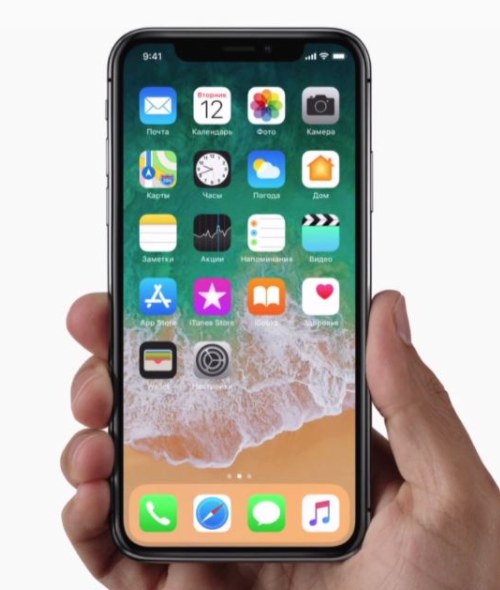 9:41
Вторник
12
Почта
Календарь
Фото
Камера
Карты
Часы
Погода
Дом
Заметки
Акции
Напоминания
Видео
App Store
iTunes Store
iBooks
Здоровье
Wallet
Настройки